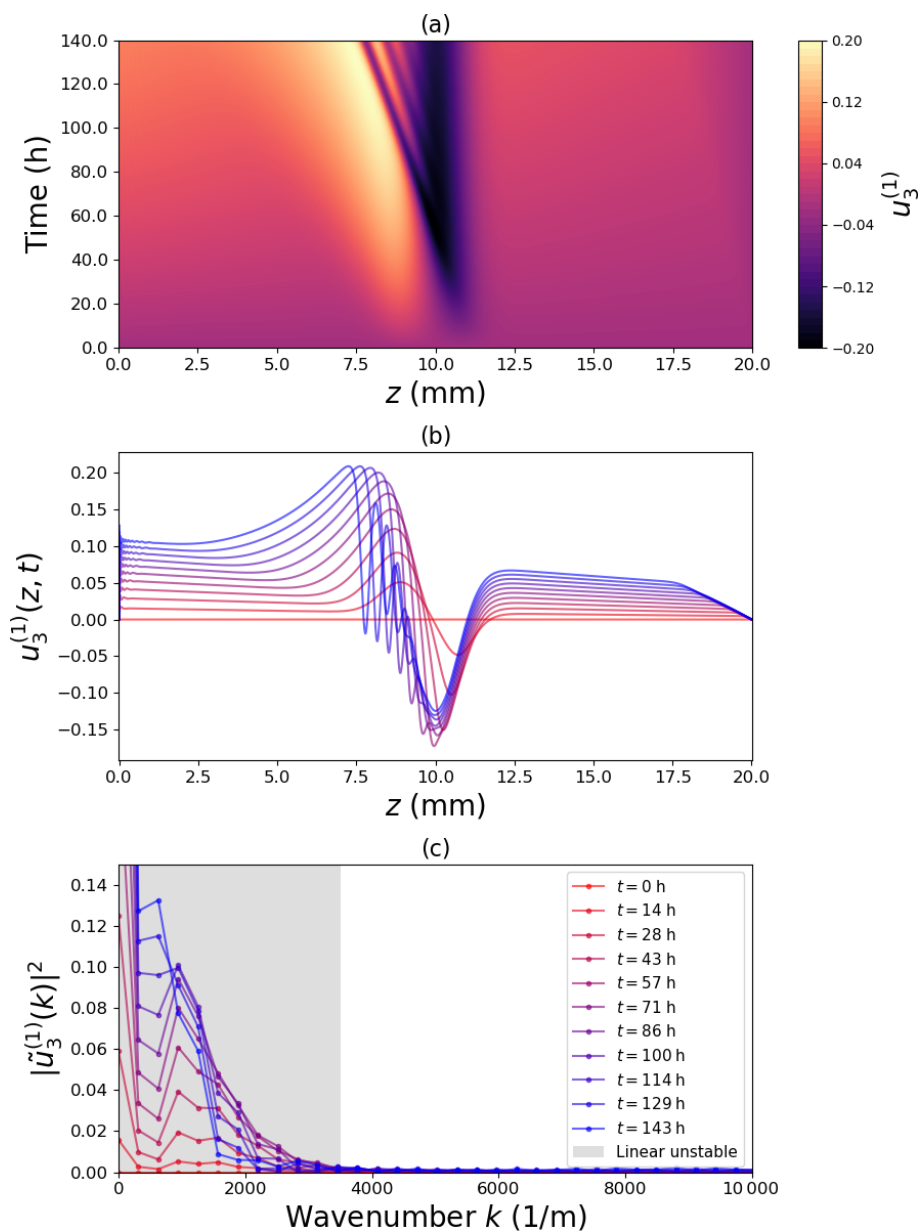 (a)
140.0
120.0
100.0
80.0
60.0
40.0
20.0
0.0
Time (h)
0.0 2.5 5.0 7.5 10.0 12.5 15.0 17.5 20.0
z (mm)
0.20
0.12
0.04
−0.04
−0.12
−0.20
u₃⁽¹⁾
(b)
0.20
0.15
0.10
0.05
0.00
−0.05
−0.10
−0.15
u₃⁽¹⁾(z, t)
0.0 2.5 5.0 7.5 10.0 12.5 15.0 17.5 20.0
z (mm)
(c)
0.14
0.12
0.10
0.08
0.06
0.04
0.02
0.00
|ũ₃⁽¹⁾(k)|²
t = 0 h
t = 14 h
t = 28 h
t = 43 h
t = 57 h
t = 71 h
t = 86 h
t = 100 h
t = 114 h
t = 129 h
t = 143 h
Linear unstable
0 2000 4000 6000 8000 10 000
Wavenumber k (1/m)